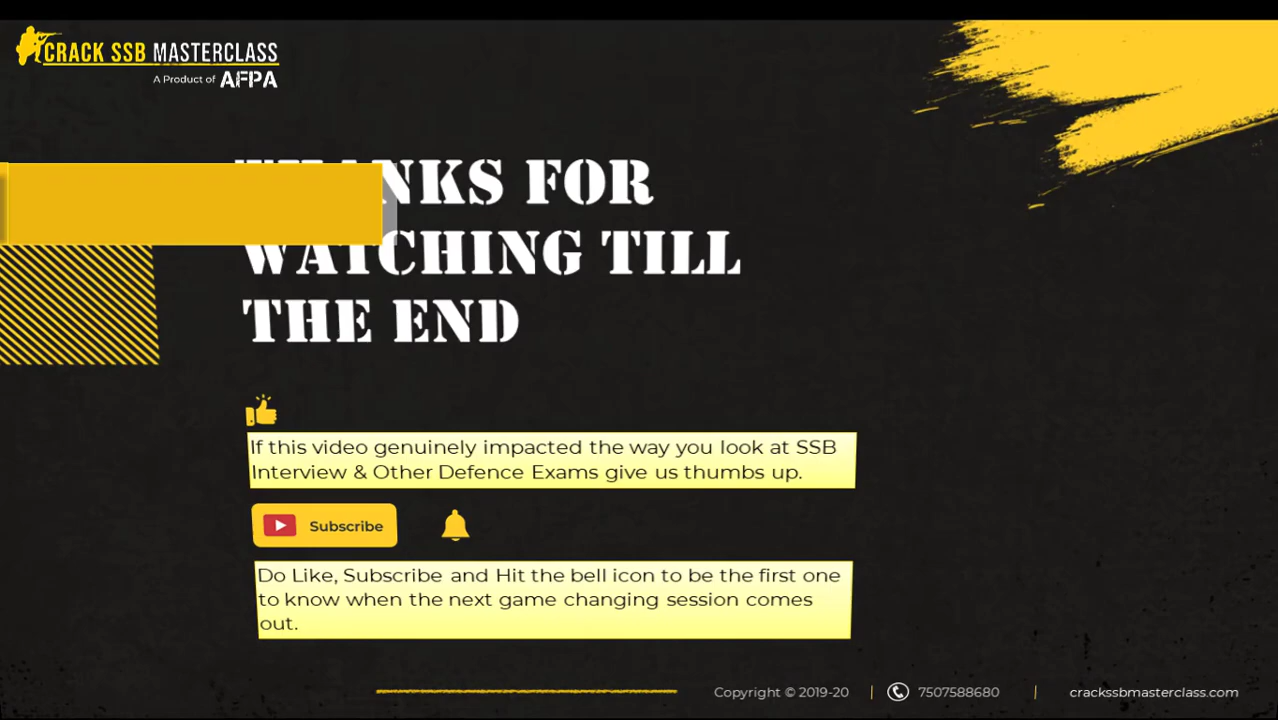 CRACK SSB MASTERCLASS
A Product of AFPA
THANKS FOR
WATCHING TILL
THE END
If this video genuinely impacted the way you look at SSB
Interview & Other Defence Exams give us thumbs up.
Subscribe
Do Like, Subscribe and Hit the bell icon to be the first one
to know when the next game changing session comes
out.
Copyright © 2019-20 | 7507588680 | crackssbmasterclass.com